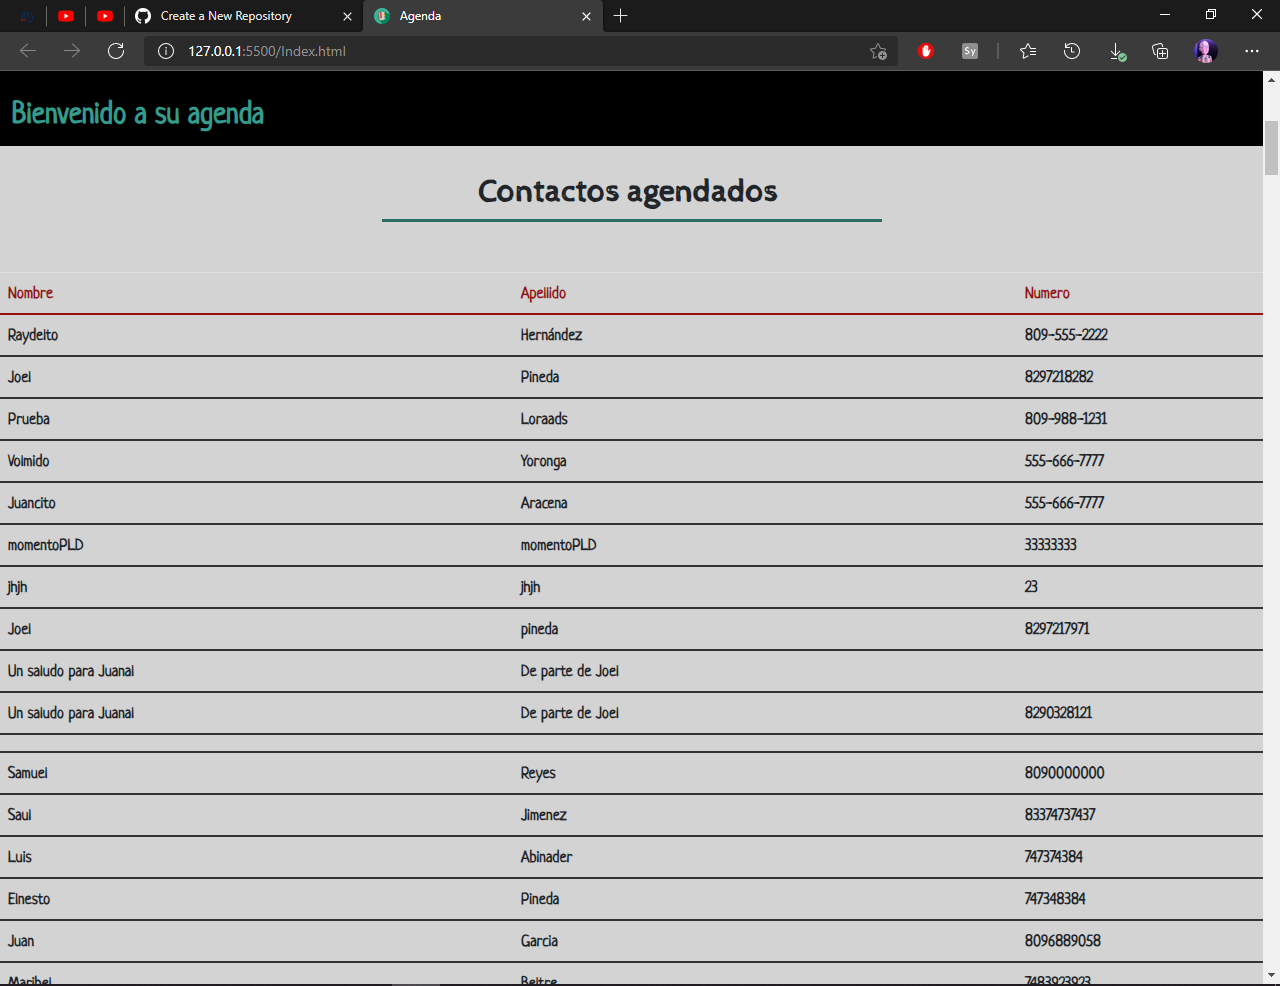 Create a New Repository
Agenda
127.0.0.1:5500/Index.html
Sy
Bienvenido a su agenda
Contactos agendados
Nombre Apellido Numero
Raydelto Hernández 809-555-2222
Joel Pineda 8297218282
Prueba Loraads 809-988-1231
Volmido Yoronga 555-666-7777
Juancito Aracena 555-666-7777
momentoPLD momentoPLD 33333333
jhjh jhjh 23
Joel pineda 8297217971
Un saludo para Juanal De parte de Joel
Un saludo para Juanal De parte de Joel 8290328121
Samuel Reyes 8090000000
Saul Jimenez 83374737437
Luis Abinader 747374384
Elnesto Pineda 747348384
Juan Garcia 8096889058
Maribel Beltre 7483923923